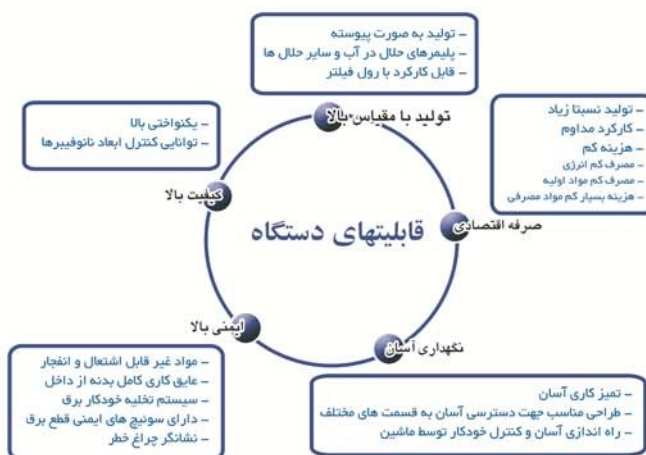 - تولید به صورت پیوسته
- پلیمرهای حلال در آب و سایر حلال ها
- قابل کارکرد با رول فیلتر
تولید با مقیاس بالا
- تولید نسبتا زیاد
- کارکرد مداوم
- هزینه کم
- مصرف کم انرژی
- مصرف کم مواد اولیه
- هزینه بسیار کم مواد مصرفی
صرفه اقتصادی
- یکنواختی بالا
- توانایی کنترل ابعاد نانوفیبرها
کیفیت بالا
قابلیتهای دستگاه
ایمنی بالا
- مواد غیر قابل اشتعال و انفجار
- عایق کاری کامل بدنه از داخل
- سیستم تخلیه خودکار برق
- دارای سوئیچ های ایمنی قطع برق
- نشانگر چراغ خطر
نگهداری آسان
- تمیز کاری آسان
- طراحی مناسب جهت دسترسی آسان به قسمت های مختلف
- راه اندازی آسان و کنترل خودکار توسط ماشین